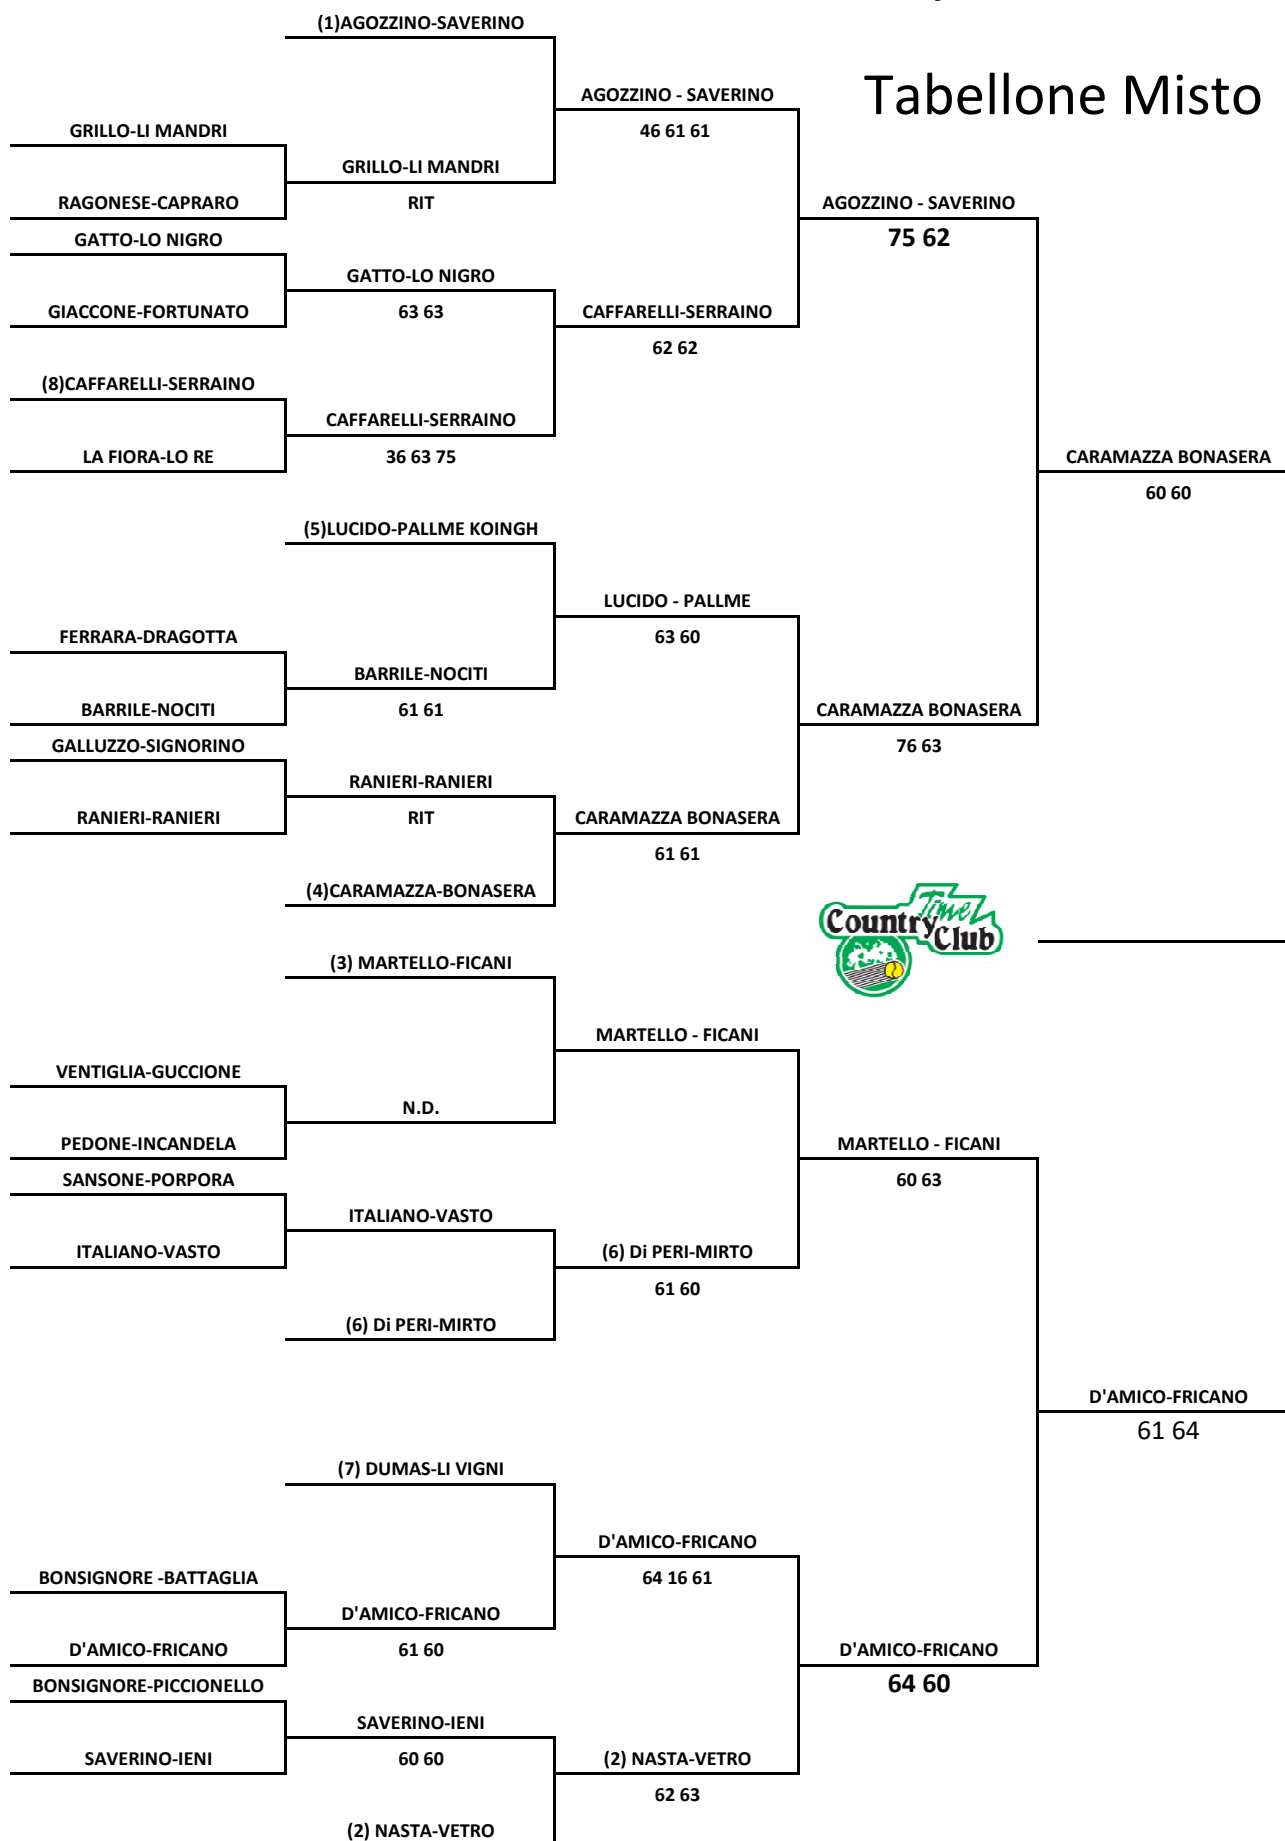 (1)AGOZZINO-SAVERINO
Tabellone Misto
AGOZZINO - SAVERINO
GRILLO-LI MANDRI
46 61 61
GRILLO-LI MANDRI
RAGONESE-CAPRARO
RIT
AGOZZINO - SAVERINO
GATTO-LO NIGRO
75 62
GATTO-LO NIGRO
GIACCONE-FORTUNATO
63 63
CAFFARELLI-SERRAINO
62 62
(8)CAFFARELLI-SERRAINO
CAFFARELLI-SERRAINO
LA FIORA-LO RE
36 63 75
CARAMAZZA BONASERA
60 60
(5)LUCIDO-PALLME KOINGH
LUCIDO - PALLME
FERRARA-DRAGOTTA
63 60
BARRILE-NOCITI
BARRILE-NOCITI
61 61
CARAMAZZA BONASERA
GALLUZZO-SIGNORINO
76 63
RANIERI-RANIERI
RANIERI-RANIERI
RIT
CARAMAZZA BONASERA
61 61
(4)CARAMAZZA-BONASERA
Time
Country
Club
(3) MARTELLO-FICANI
MARTELLO - FICANI
VENTIGLIA-GUCCIONE
N.D.
PEDONE-INCANDELA
MARTELLO - FICANI
SANSONE-PORPORA
60 63
ITALIANO-VASTO
ITALIANO-VASTO
(6) Di PERI-MIRTO
61 60
(6) Di PERI-MIRTO
D'AMICO-FRICANO
61 64
(7) DUMAS-LI VIGNI
D'AMICO-FRICANO
BONSIGNORE -BATTAGLIA
64 16 61
D'AMICO-FRICANO
D'AMICO-FRICANO
61 60
D'AMICO-FRICANO
BONSIGNORE-PICCIONELLO
64 60
SAVERINO-IENI
SAVERINO-IENI
60 60
(2) NASTA-VETRO
62 63
(2) NASTA-VETRO